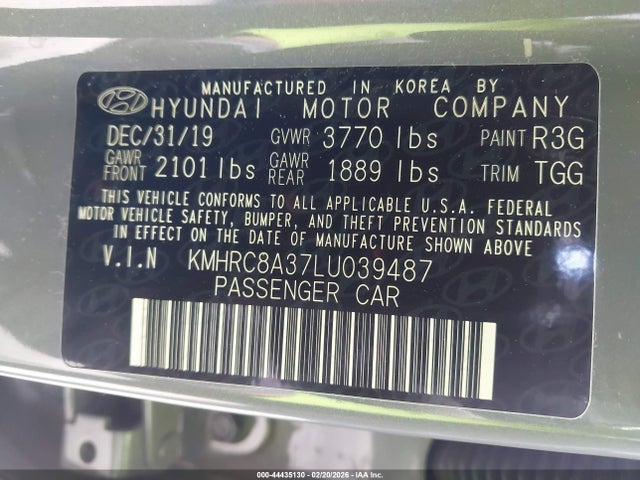 MANUFACTURED IN KOREA BY
HYUNDAI MOTOR COMPANY
DEC/31/19 GVWR 3770 lbs PAINT R3G
GAWR FRONT 2101 lbs GAWR REAR 1889 lbs TRIM TGG
THIS VEHICLE CONFORMS TO ALL APPLICABLE U.S.A. FEDERAL
MOTOR VEHICLE SAFETY, BUMPER, AND THEFT PREVENTION STANDARDS
IN EFFECT ON THE DATE OF MANUFACTURE SHOWN ABOVE
V.I.N KMHRC8A37LU039487
PASSENGER CAR
000-44435130 - 02/20/2026 - IAA Inc.